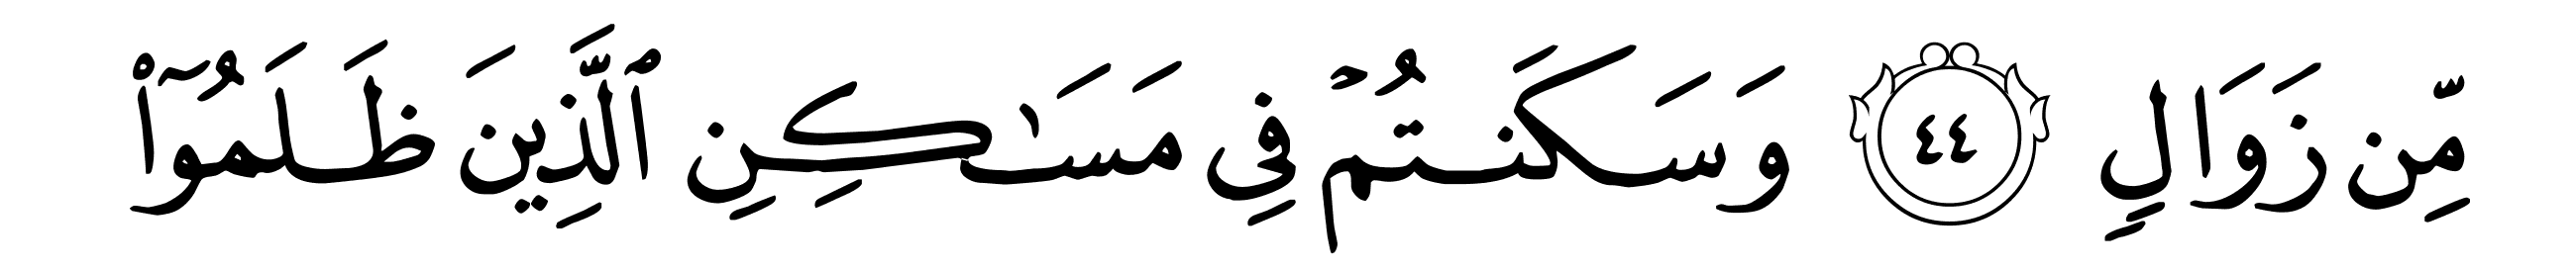 مِّن زَوَالٍ ٤٤ وَسَكَنتُمۡ فِي مَسَٰكِنِ ٱلَّذِينَ ظَلَمُوٓاْ